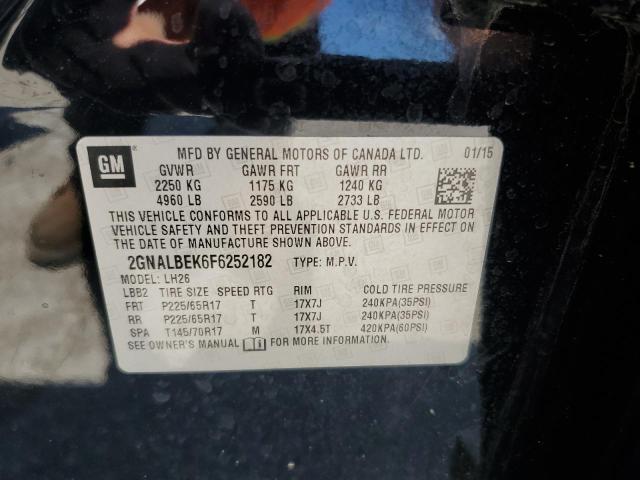 GM
MFD BY GENERAL MOTORS OF CANADA LTD. 01/15
GVWR GAWR FRT GAWR RR
2250 KG 1175 KG 1240 KG
4960 LB 2590 LB 2733 LB
THIS VEHICLE CONFORMS TO ALL APPLICABLE U.S. FEDERAL MOTOR
VEHICLE SAFETY AND THEFT PREVENTION STANDARDS IN EFFECT ON
THE DATE OF MANUFACTURE SHOWN ABOVE.
2GNALBEK6F6252182 TYPE: M.P.V.
MODEL: LH26
LBB2 TIRE SIZE SPEED RTG RIM COLD TIRE PRESSURE
FRT P225/65R17 T 17X7J 240KPA(35PSI)
RR P225/65R17 T 17X7J 240KPA(35PSI)
SPA T145/70R17 M 17X4.5T 420KPA(60PSI)
SEE OWNER'S MANUAL FOR MORE INFORMATION.